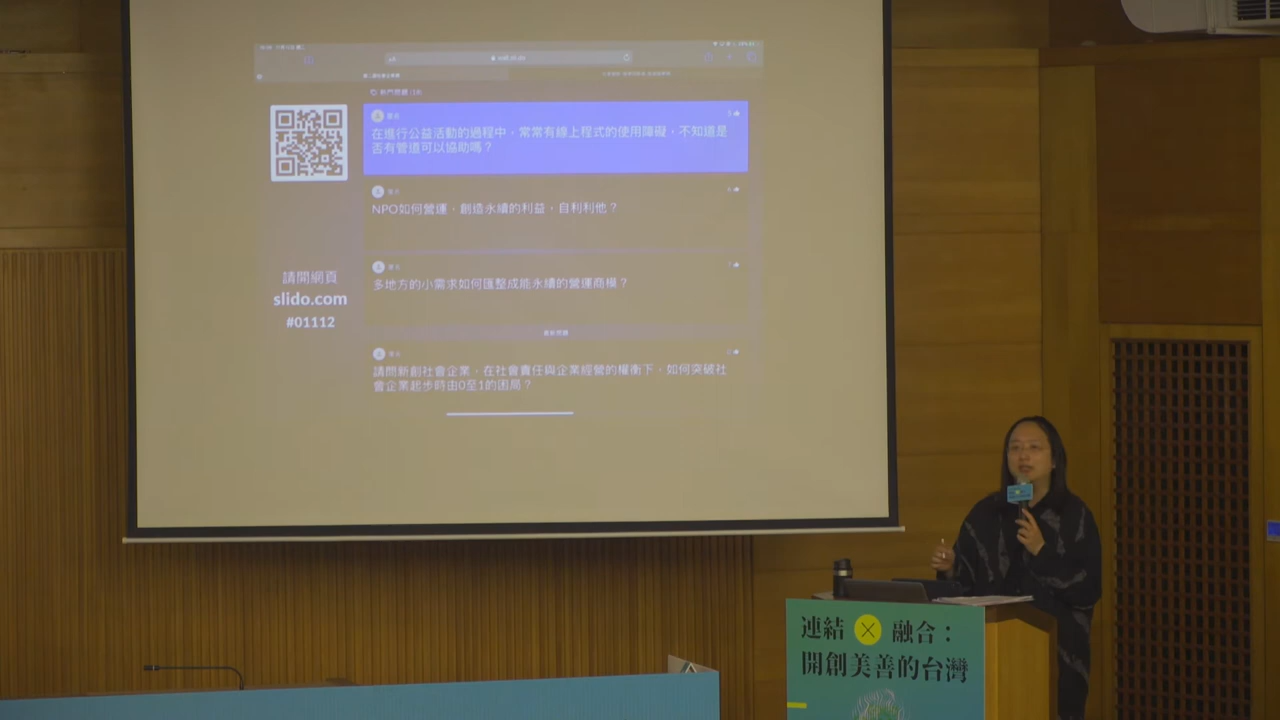 在進行公益活動的過程中，常常有線上程式的使用障礙，不知道是
否有管道可以協助嗎？
NPO如何營運，創造永續的利益，自利利他？
多地方的小需求如何匯整成能永續的營運商模？
請問新創社會企業，在社會責任與企業經營的權衡下，如何突破社
會企業起步時由0至1的困局？
請開網頁
slido.com
#01112
連結 × 融合：
開創美善的台灣